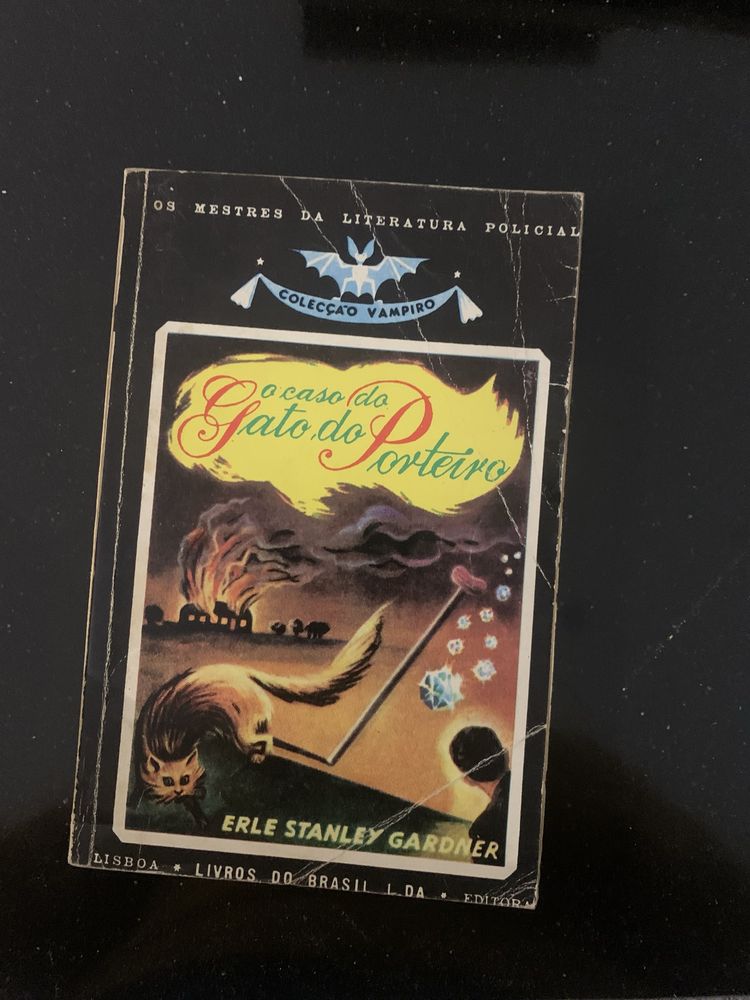 OS MESTRES DA LITERATURA POLICIAL
COLECÇÃO VAMPIRO
o caso do
Gato do Porteiro
ERLE STANLEY GARDNER
LISBOA * LIVROS DO BRASIL LDA * EDITORA